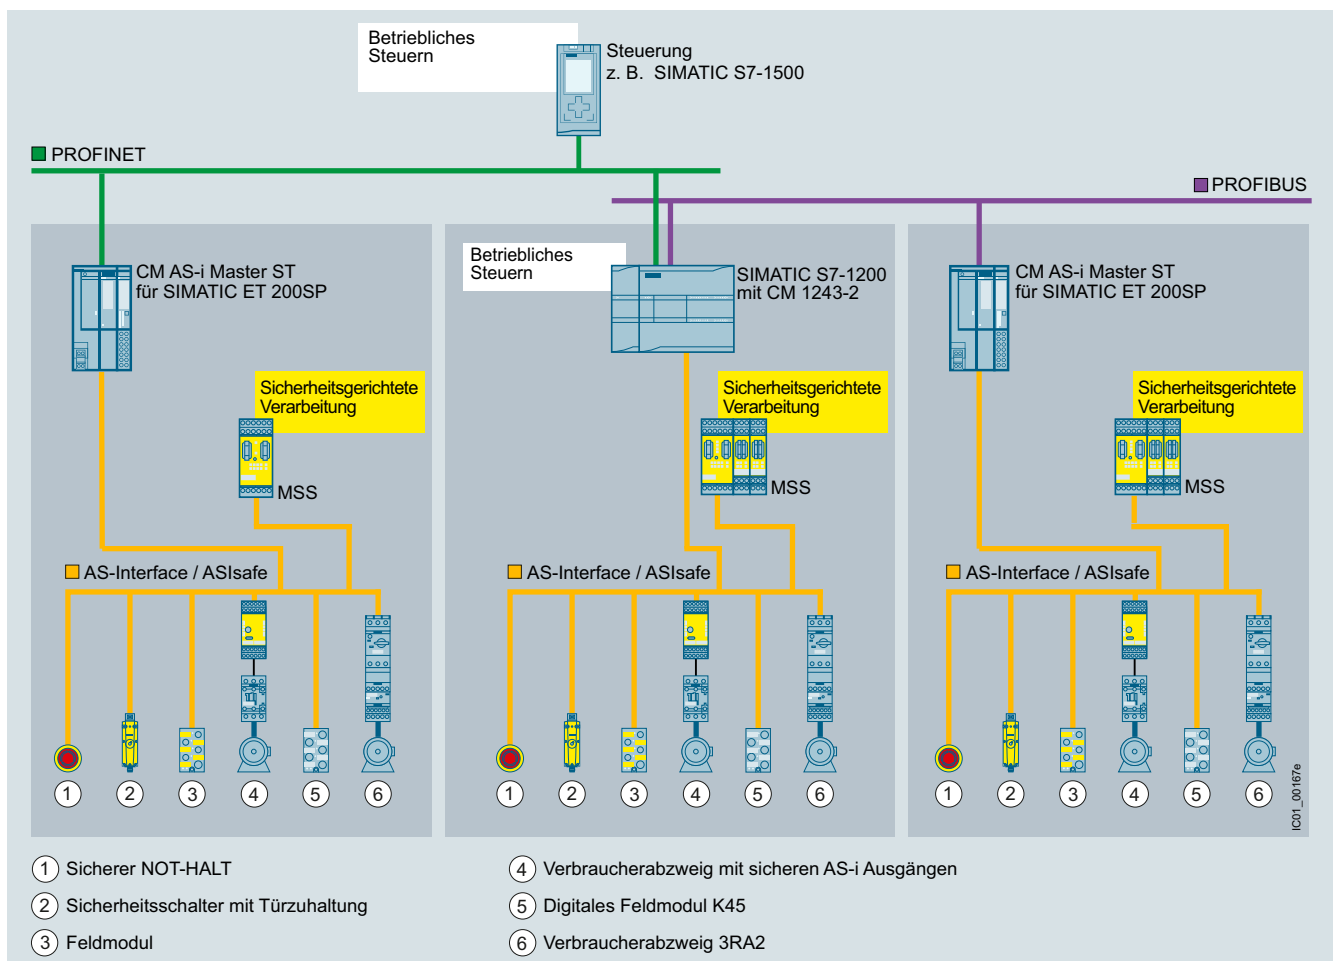 Betriebliches
Steuern
Steuerung
z. B. SIMATIC S7-1500
PROFINET
PROFIBUS
CM AS-i Master ST
für SIMATIC ET 200SP
Betriebliches
Steuern
SIMATIC S7-1200
mit CM 1243-2
CM AS-i Master ST
für SIMATIC ET 200SP
Sicherheitsgerichtete
Verarbeitung
MSS
Sicherheitsgerichtete
Verarbeitung
MSS
Sicherheitsgerichtete
Verarbeitung
MSS
AS-Interface / ASIsafe
AS-Interface / ASIsafe
AS-Interface / ASIsafe
1 2 3 4 5 6
1 2 3 4 5 6
1 2 3 4 5 6
IC01_00167e
1 Sicherer NOT-HALT
2 Sicherheitsschalter mit Türzuhaltung
3 Feldmodul
4 Verbraucherabzweig mit sicheren AS-i Ausgängen
5 Digitales Feldmodul K45
6 Verbraucherabzweig 3RA2